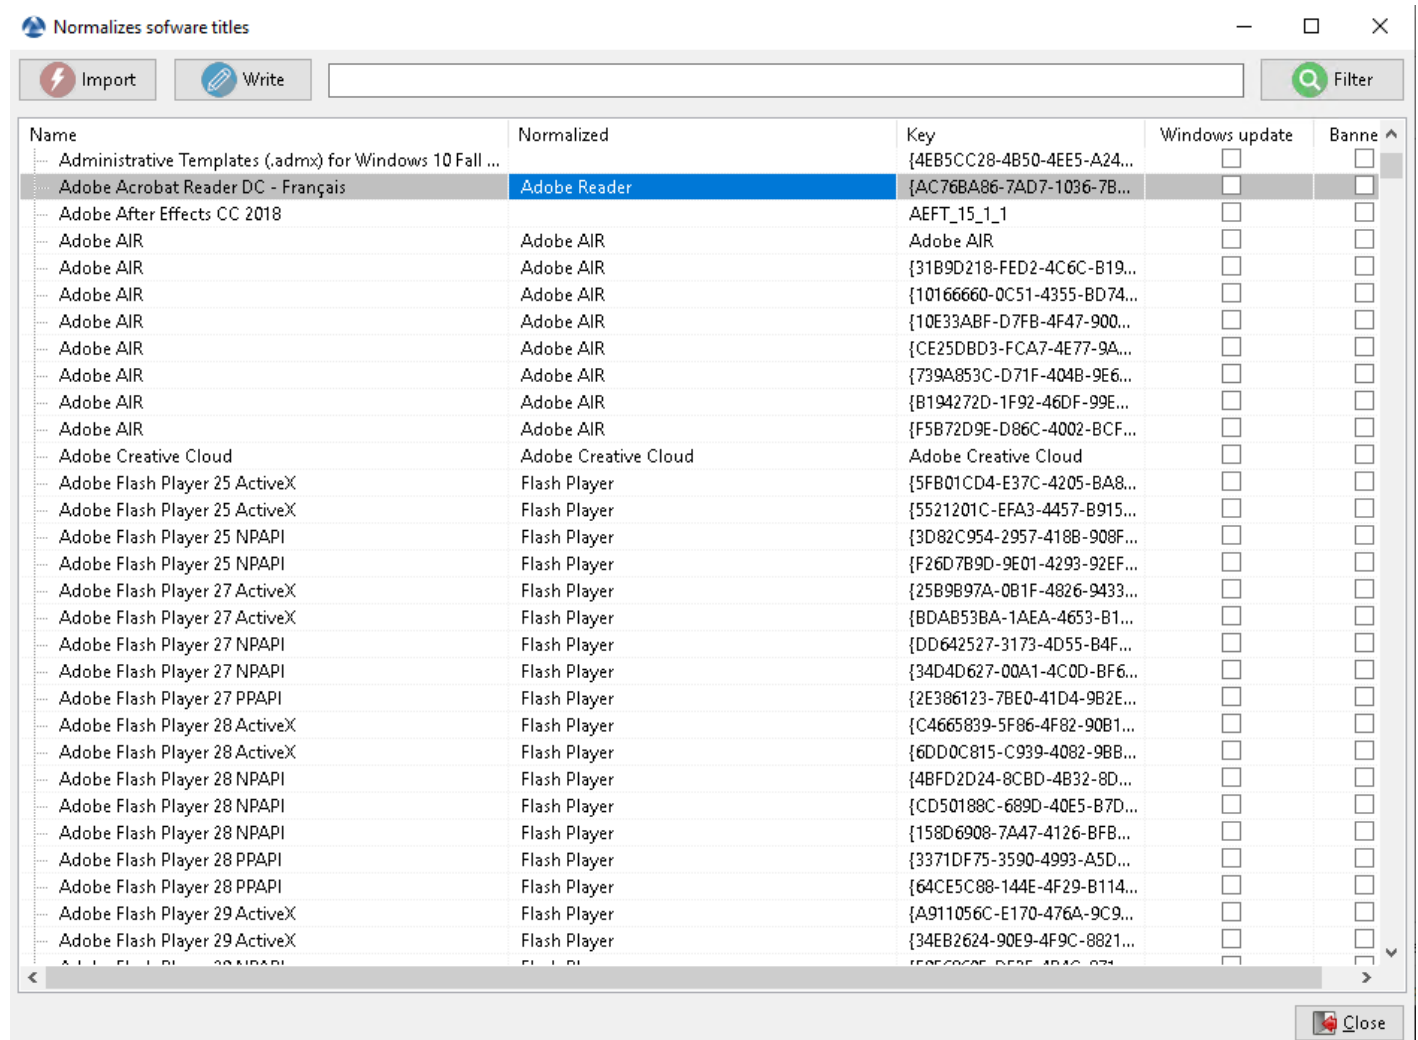 Normalizes sofware titles
Import Write Filter
Name Normalized Key Windows update Banne
Administrative Templates (.admx) for Windows 10 Fall ... {4EB5CC28-4B50-4EE5-A24...
Adobe Acrobat Reader DC - Français Adobe Reader {AC76BA86-7AD7-1036-7B...
Adobe After Effects CC 2018 AEFT_15_1_1
Adobe AIR Adobe AIR Adobe AIR
Adobe AIR Adobe AIR {31B9D218-FED2-4C6C-B19...
Adobe AIR Adobe AIR {10166660-0C51-4355-BD74...
Adobe AIR Adobe AIR {10E33ABF-D7FB-4F47-900...
Adobe AIR Adobe AIR {CE25DBD3-FCA7-4E77-9A...
Adobe AIR Adobe AIR {739A853C-D71F-404B-9E6...
Adobe AIR Adobe AIR {B194272D-1F92-46DF-99E...
Adobe AIR Adobe AIR {F5B72D9E-D86C-4002-BCF...
Adobe Creative Cloud Adobe Creative Cloud Adobe Creative Cloud
Adobe Flash Player 25 ActiveX Flash Player {5FB01CD4-E37C-4205-BA8...
Adobe Flash Player 25 ActiveX Flash Player {5521201C-EFA3-4457-B915...
Adobe Flash Player 25 NPAPI Flash Player {3D82C954-2957-418B-908F...
Adobe Flash Player 25 NPAPI Flash Player {F26D7B9D-9E01-4293-92EF...
Adobe Flash Player 27 ActiveX Flash Player {25B9B97A-0B1F-4826-9433...
Adobe Flash Player 27 ActiveX Flash Player {BDAB53BA-1AEA-4653-B1...
Adobe Flash Player 27 NPAPI Flash Player {DD642527-3173-4D55-B4F...
Adobe Flash Player 27 NPAPI Flash Player {34D4D627-00A1-4C0D-BF6...
Adobe Flash Player 27 PPAPI Flash Player {2E386123-7BE0-41D4-9B2E...
Adobe Flash Player 28 ActiveX Flash Player {C4665839-5F86-4F82-90B1...
Adobe Flash Player 28 ActiveX Flash Player {6DD0C815-C939-4082-9BB...
Adobe Flash Player 28 NPAPI Flash Player {4BFD2D24-8CBD-4B32-8D...
Adobe Flash Player 28 NPAPI Flash Player {CD50188C-689D-40E5-B7D...
Adobe Flash Player 28 NPAPI Flash Player {158D6908-7A47-4126-BFB...
Adobe Flash Player 28 PPAPI Flash Player {3371DF75-3590-4993-A5D...
Adobe Flash Player 28 PPAPI Flash Player {64CE5C88-144E-4F29-B114...
Adobe Flash Player 29 ActiveX Flash Player {A911056C-E170-476A-9C9...
Adobe Flash Player 29 ActiveX Flash Player {34EB2624-90E9-4F9C-8821...
Close